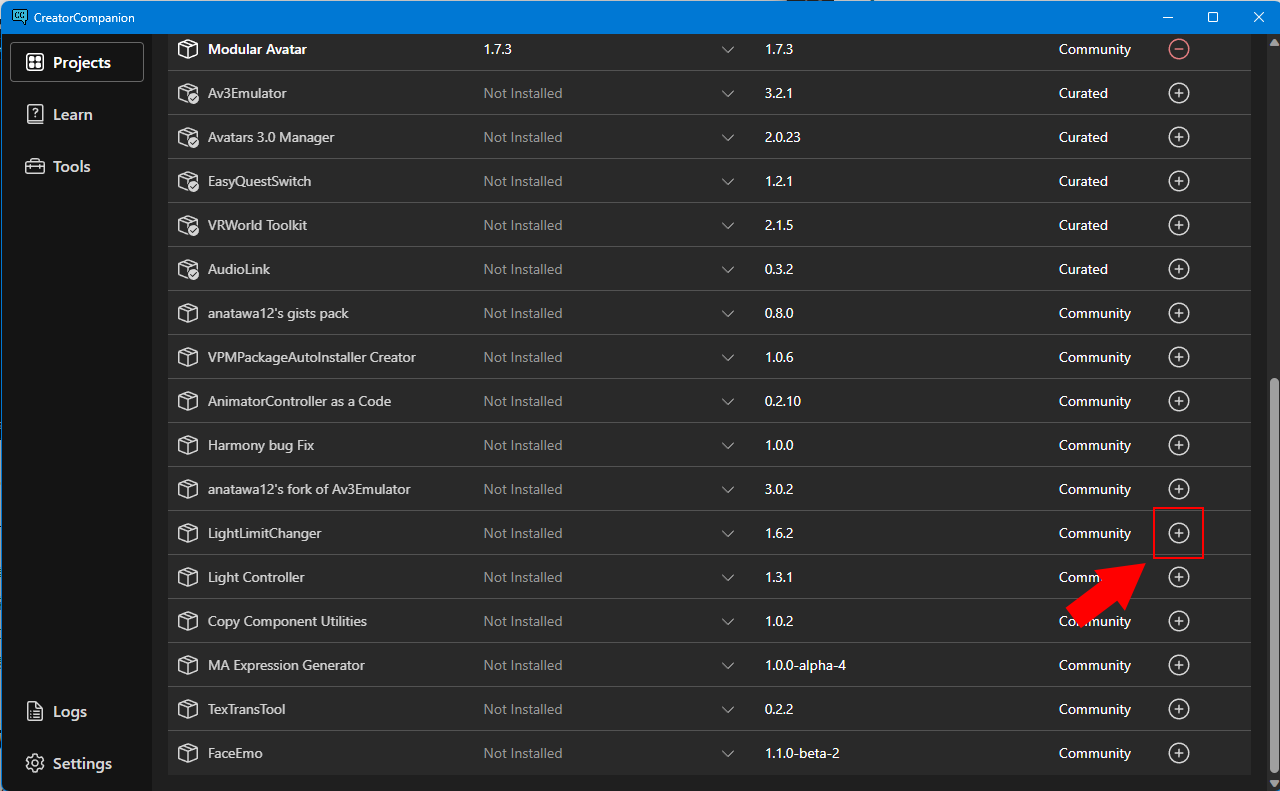 CC CreatorCompanion
Projects
Learn
Tools
Logs
Settings
Modular Avatar 1.7.3 1.7.3 Community
Av3Emulator Not Installed 3.2.1 Curated
Avatars 3.0 Manager Not Installed 2.0.23 Curated
EasyQuestSwitch Not Installed 1.2.1 Curated
VRWorld Toolkit Not Installed 2.1.5 Curated
AudioLink Not Installed 0.3.2 Curated
anatawa12's gists pack Not Installed 0.8.0 Community
VPMPackageAutoInstaller Creator Not Installed 1.0.6 Community
AnimatorController as a Code Not Installed 0.2.10 Community
Harmony bug Fix Not Installed 1.0.0 Community
anatawa12's fork of Av3Emulator Not Installed 3.0.2 Community
LightLimitChanger Not Installed 1.6.2 Community
Light Controller Not Installed 1.3.1
Copy Component Utilities Not Installed 1.0.2 Community
MA Expression Generator Not Installed 1.0.0-alpha-4 Community
TexTransTool Not Installed 0.2.2 Community
FaceEmo Not Installed 1.1.0-beta-2 Community